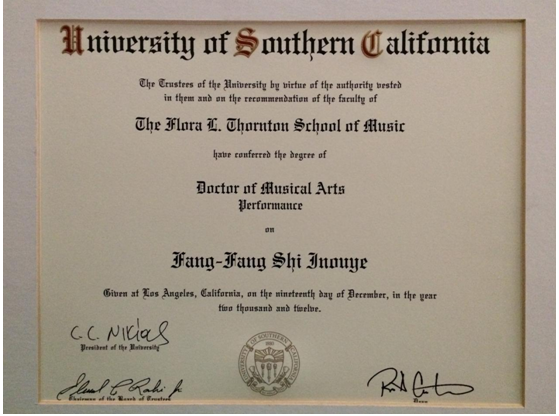 University of Southern California
The Trustees of the University by virtue of the authority vested
in them and on the recommendation of the faculty of
The Flora L. Thornton School of Music
have conferred the degree of
Doctor of Musical Arts
Performance
on
Fang-Fang Shi Inouye
Given at Los Angeles, California, on the nineteenth day of December, in the year
two thousand and twelve.
C. L. Nikias
President of the University
Chairman of the Board of Trustees
Dean